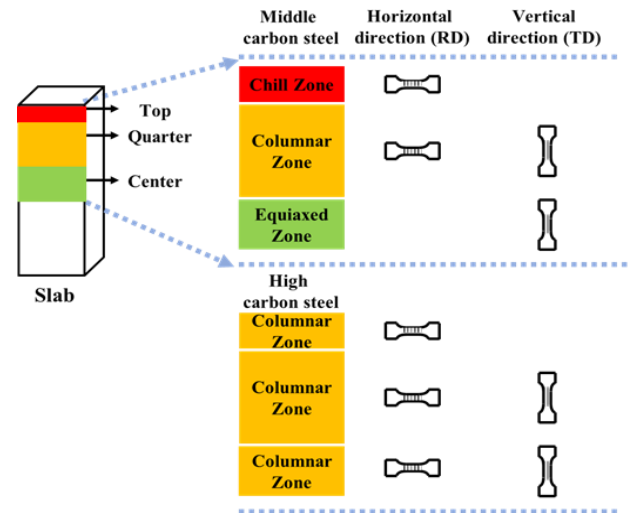 Middle
carbon steel
Horizontal
direction (RD)
Vertical
direction (TD)
Top
Quarter
Center
Slab
Chill Zone
Columnar
Zone
Equiaxed
Zone
High
carbon steel
Columnar
Zone
Columnar
Zone
Columnar
Zone